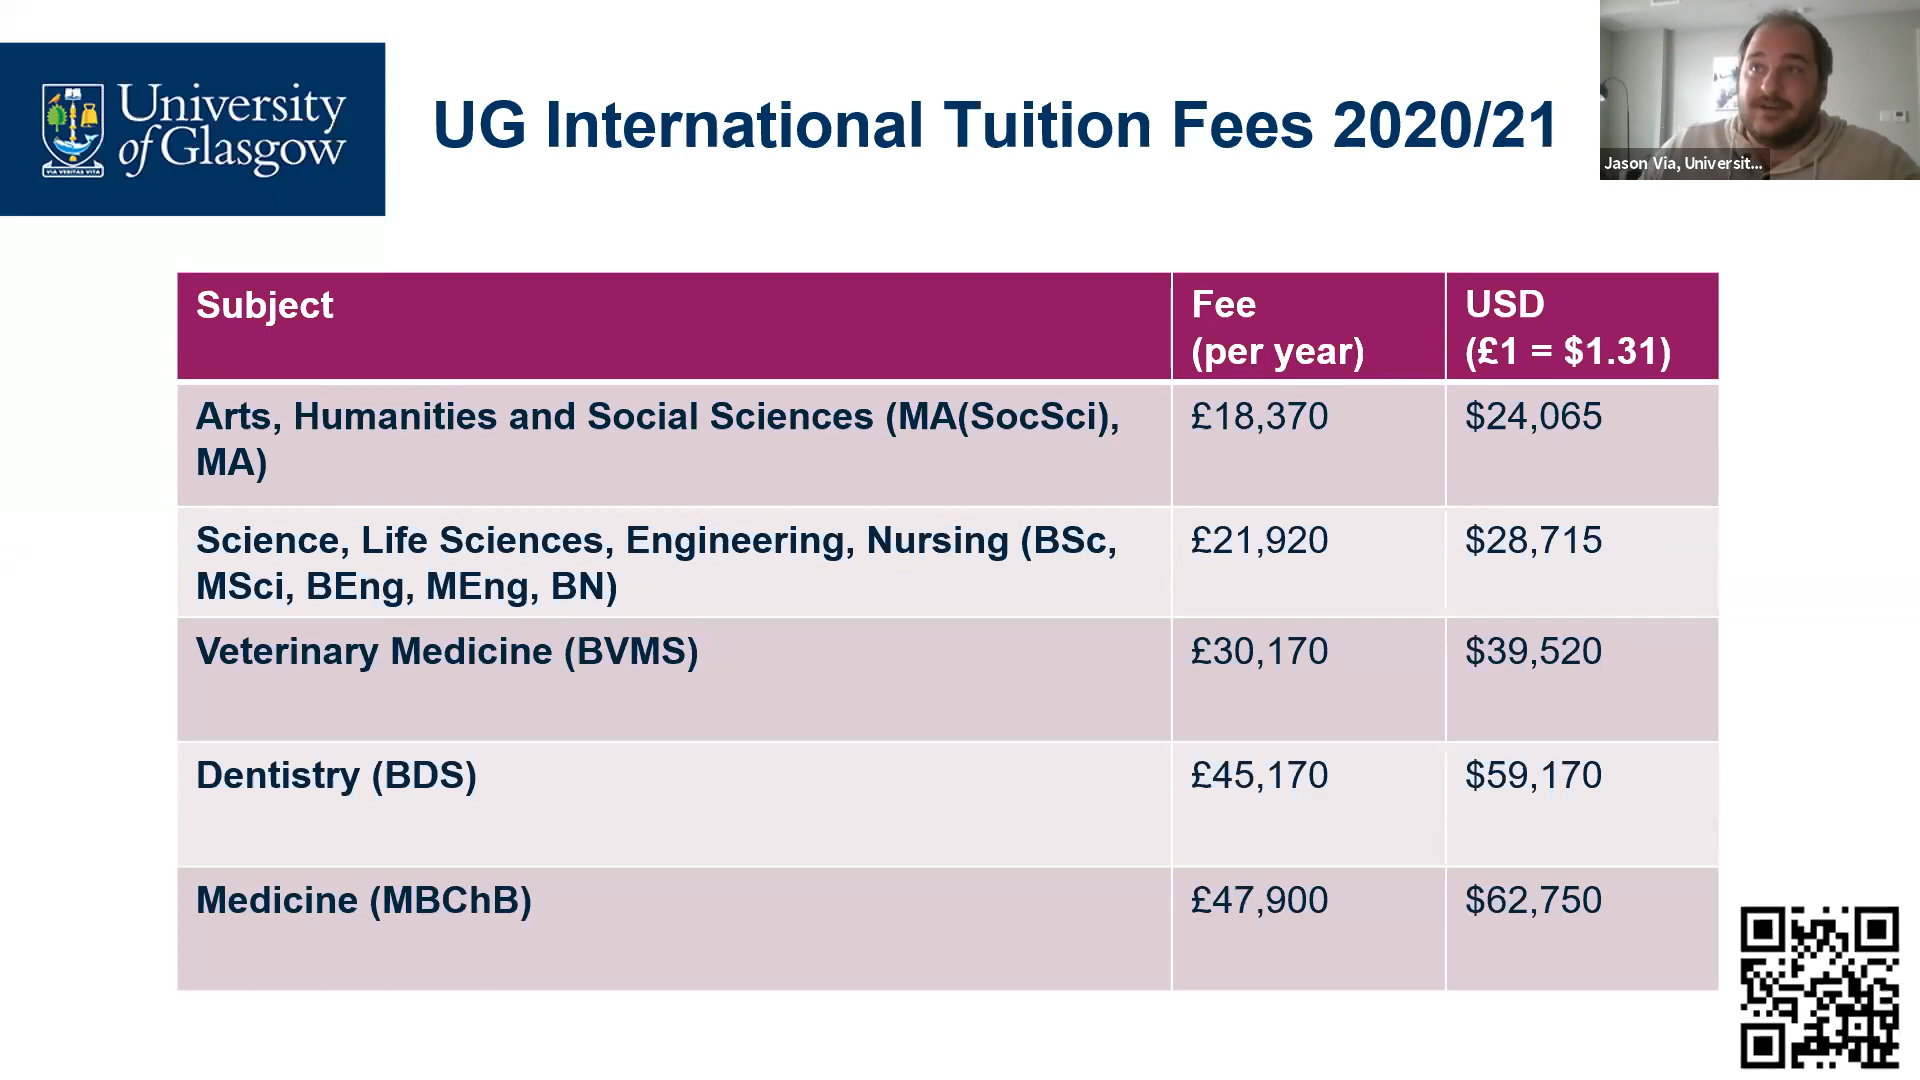 University
of Glasgow
VIA VERITAS VITA
UG International Tuition Fees 2020/21
Jason Via, Universit...
Subject
Fee
(per year)
USD
(£1 = $1.31)
Arts, Humanities and Social Sciences (MA(SocSci),
MA)
£18,370
$24,065
Science, Life Sciences, Engineering, Nursing (BSc,
MSci, BEng, MEng, BN)
£21,920
$28,715
Veterinary Medicine (BVMS)
£30,170
$39,520
Dentistry (BDS)
£45,170
$59,170
Medicine (MBChB)
£47,900
$62,750